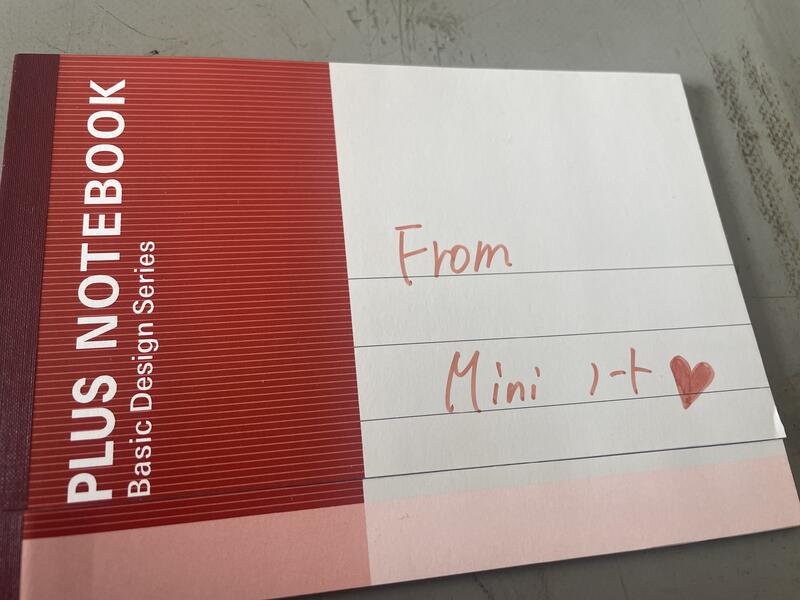 PLUS NOTEBOOK
Basic Design Series
From
Mini ノート